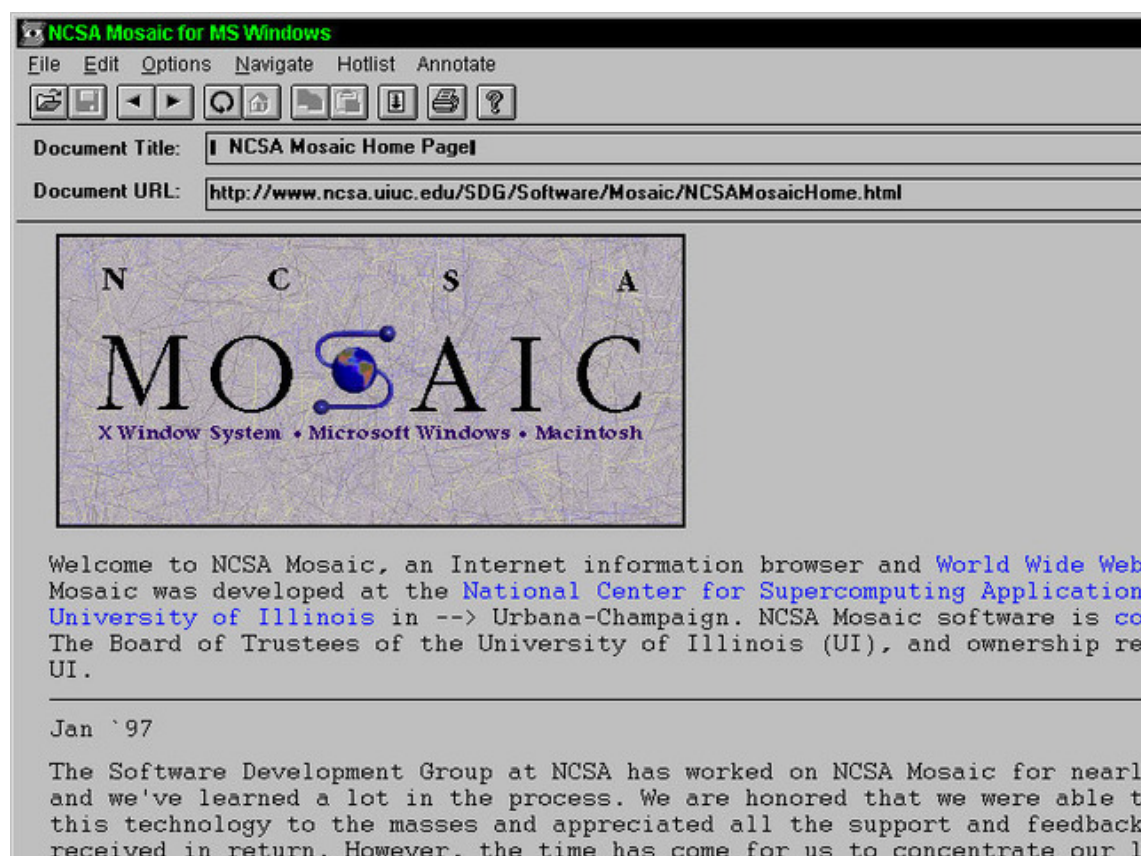 NCSA Mosaic for MS Windows
File Edit Options Navigate Hotlist Annotate
Document Title: NCSA Mosaic Home Page
Document URL: http://www.ncsa.uiuc.edu/SDG/Software/Mosaic/NCSAMosaicHome.html
N C S A
MOSAIC
X Window System • Microsoft Windows • Macintosh
Welcome to NCSA Mosaic, an Internet information browser and World Wide Web
Mosaic was developed at the National Center for Supercomputing Application
University of Illinois in --> Urbana-Champaign. NCSA Mosaic software is co
The Board of Trustees of the University of Illinois (UI), and ownership re
UI.
Jan `97
The Software Development Group at NCSA has worked on NCSA Mosaic for nearl
and we've learned a lot in the process. We are honored that we were able t
this technology to the masses and appreciated all the support and feedback
received in return. However, the time has come for us to concentrate our l